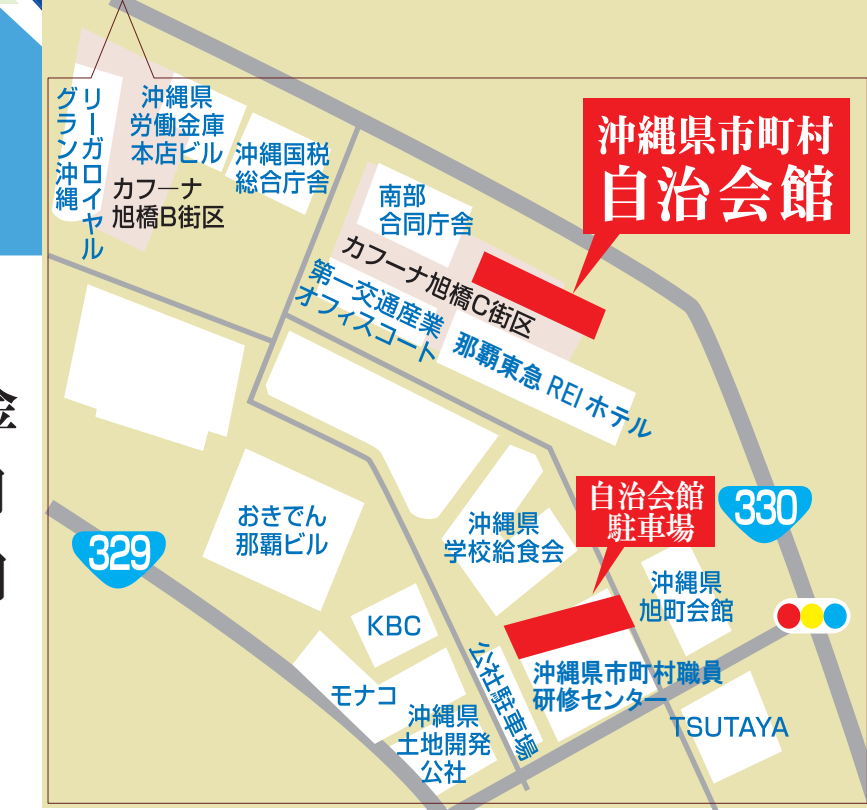 リーガロイヤル
グラン沖縄
沖縄県
労働金庫
本店ビル
カフーナ
旭橋B街区
沖縄国税
総合庁舎
南部
合同庁舎
沖縄県市町村
自治会館
カフーナ旭橋C街区
第一交通産業
オフィスコート
那覇東急 REI ホテル
自治会館
駐車場
330
329
おきでん
那覇ビル
沖縄県
学校給食会
沖縄県
旭町会館
KBC
モナコ
沖縄県
土地開発
公社
公社駐車場
沖縄県市町村職員
研修センター
TSUTAYA